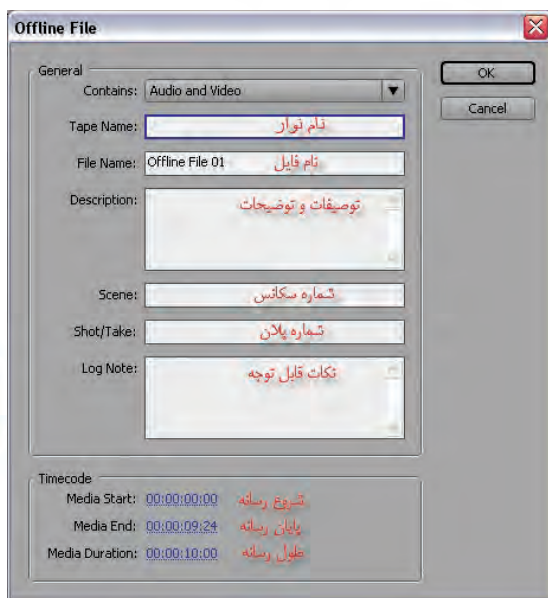 Offline File
General
Contains: Audio and Video
Tape Name: نام نوار
File Name: Offline File 01 نام فایل
Description: توصیفات و توضیحات
Scene: شماره سکانس
Shot/Take: شماره پلان
Log Note: نکات قابل توجه
OK
Cancel
Timecode
Media Start: 00:00:00:00 شروع رسانه
Media End: 00:00:09:24 پایان رسانه
Media Duration: 00:00:10:00 طول رسانه